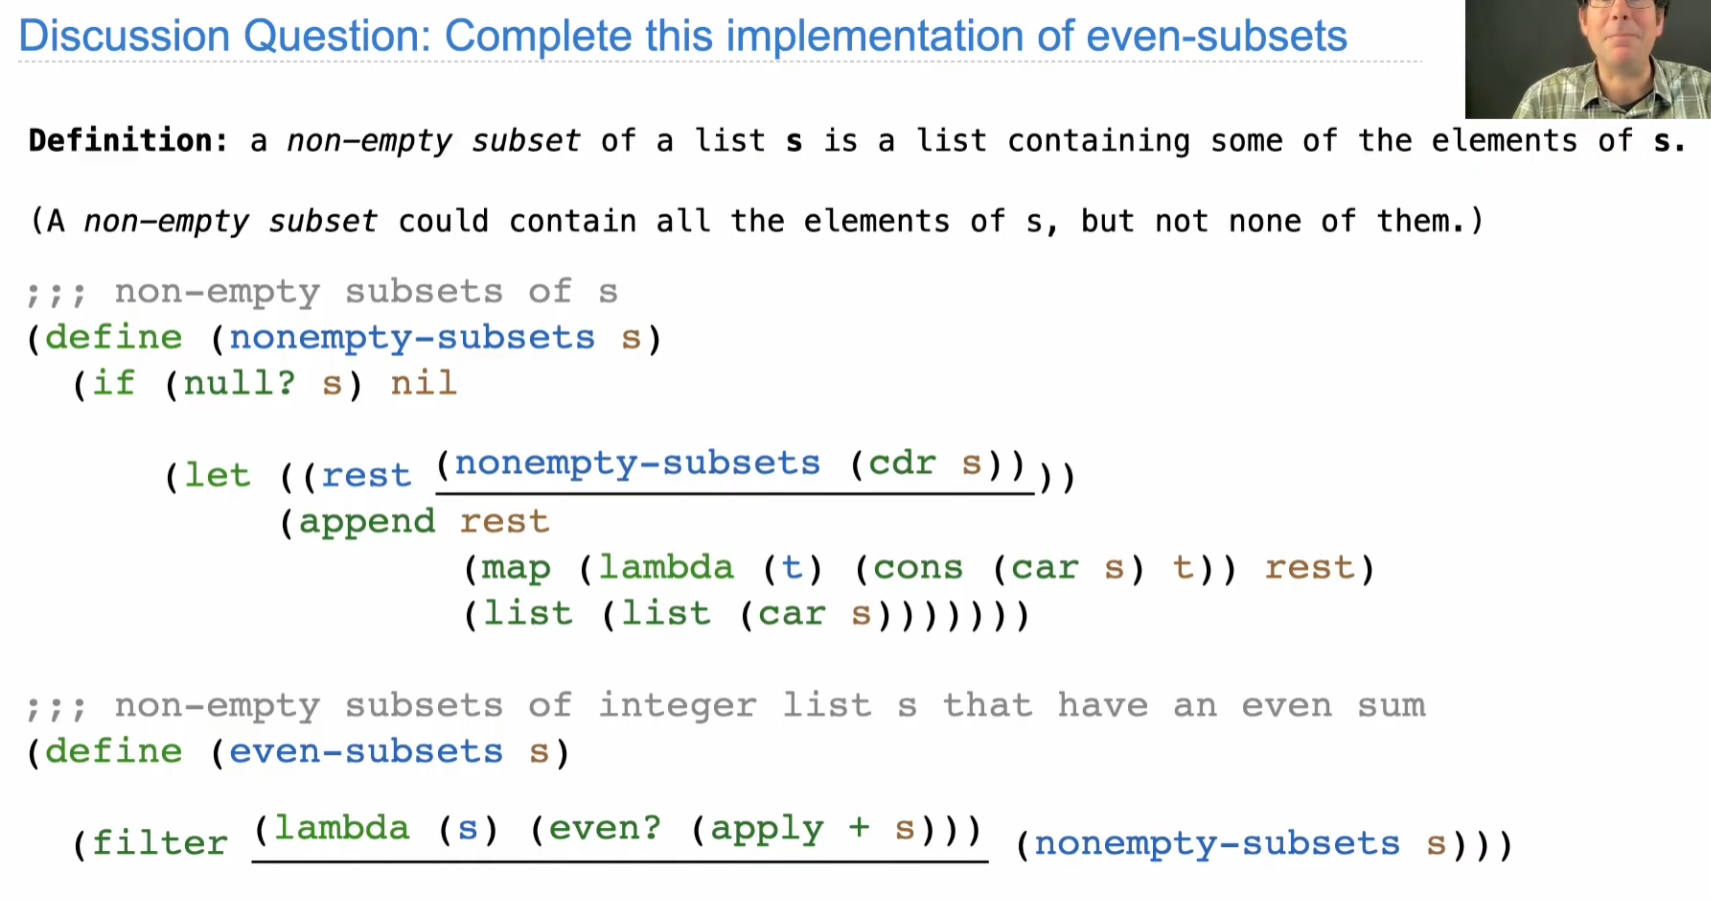 Discussion Question: Complete this implementation of even-subsets
Definition: a non-empty subset of a list s is a list containing some of the elements of s.
(A non-empty subset could contain all the elements of s, but not none of them.)
;;; non-empty subsets of s
(define (nonempty-subsets s)
(if (null? s) nil
(let ((rest (nonempty-subsets (cdr s))))
(append rest
(map (lambda (t) (cons (car s) t)) rest)
(list (list (car s)))))))
;;; non-empty subsets of integer list s that have an even sum
(define (even-subsets s)
(filter (lambda (s) (even? (apply + s))) (nonempty-subsets s)))